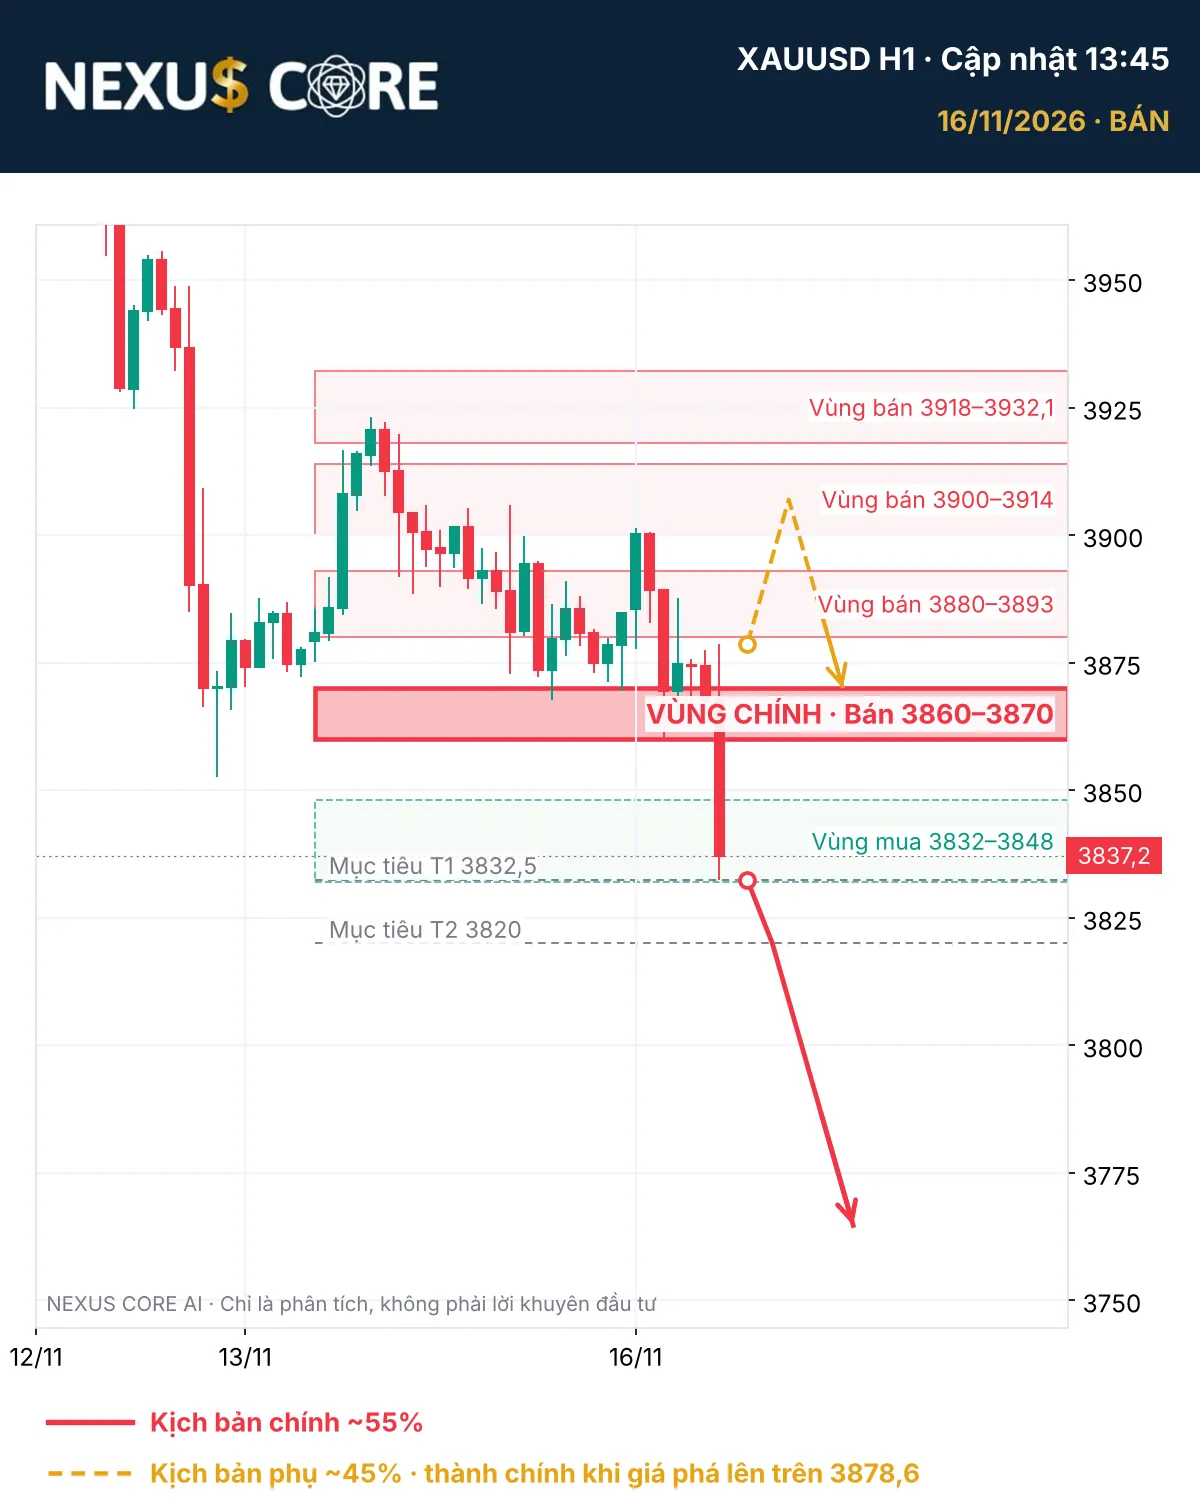 NEXU$ CORE
XAUUSD H1 · Cập nhật 13:45
16/11/2026 · BÁN
3950
Vùng bán 3918–3932,1
3925
Vùng bán 3900–3914
3900
Vùng bán 3880–3893
3875
VÙNG CHÍNH · Bán 3860–3870
3850
Vùng mua 3832–3848
3837,2
Mục tiêu T1 3832,5
3825
Mục tiêu T2 3820
3800
3775
3750
NEXUS CORE AI · Chỉ là phân tích, không phải lời khuyên đầu tư
12/11 13/11 16/11
Kịch bản chính ~55%
Kịch bản phụ ~45% · thành chính khi giá phá lên trên 3878,6